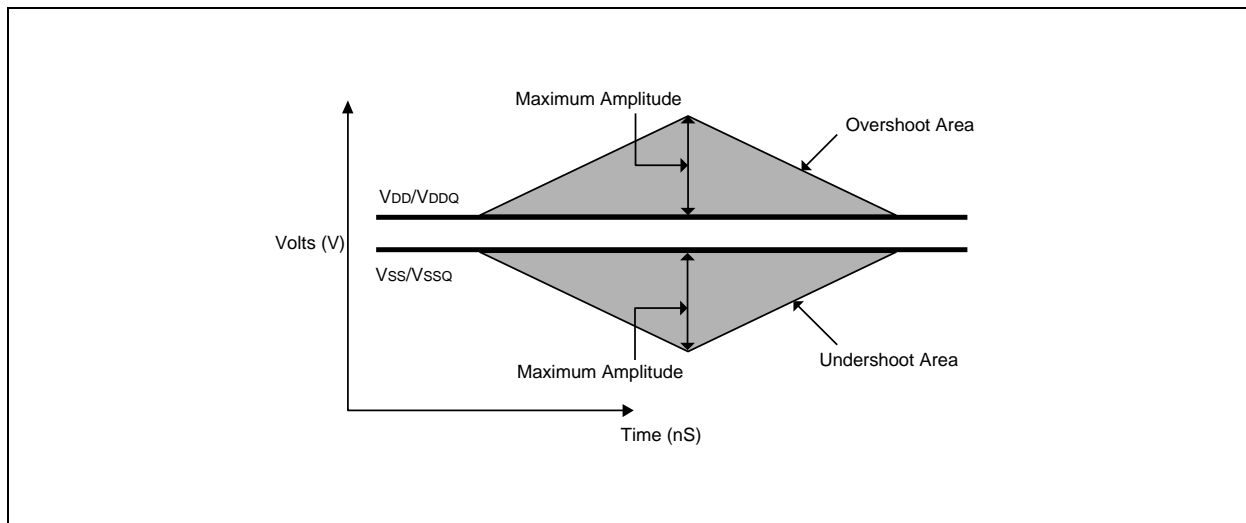 Maximum Amplitude
Overshoot Area
VDD/VDDQ
Volts (V)
VSS/VSSQ
Undershoot Area
Maximum Amplitude
Time (nS)